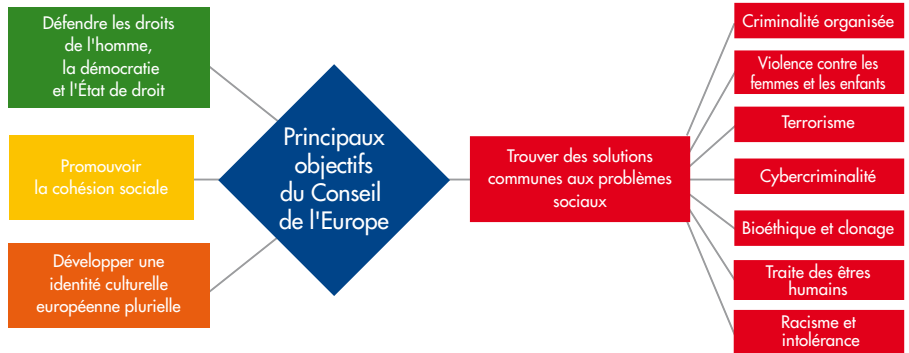 Défendre les droits
de l'homme,
la démocratie
et l'État de droit
Promouvoir
la cohésion sociale
Développer une
identité culturelle
européenne plurielle
Principaux
objectifs
du Conseil
de l'Europe
Trouver des solutions
communes aux problèmes
sociaux
Criminalité organisée
Violence contre les
femmes et les enfants
Terrorisme
Cybercriminalité
Bioéthique et clonage
Traite des êtres
humains
Racisme et
intolérance